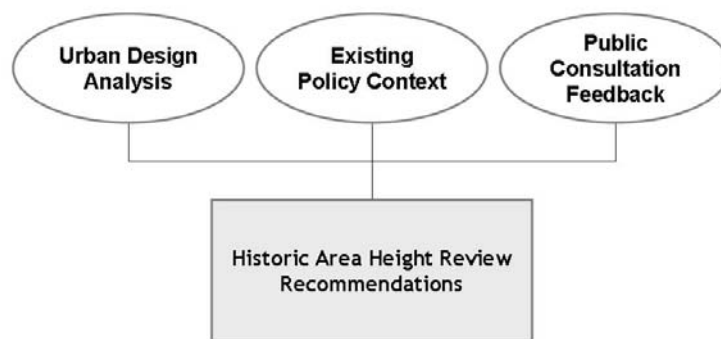 Urban Design
Analysis
Existing
Policy Context
Public
Consultation
Feedback
Historic Area Height Review
Recommendations